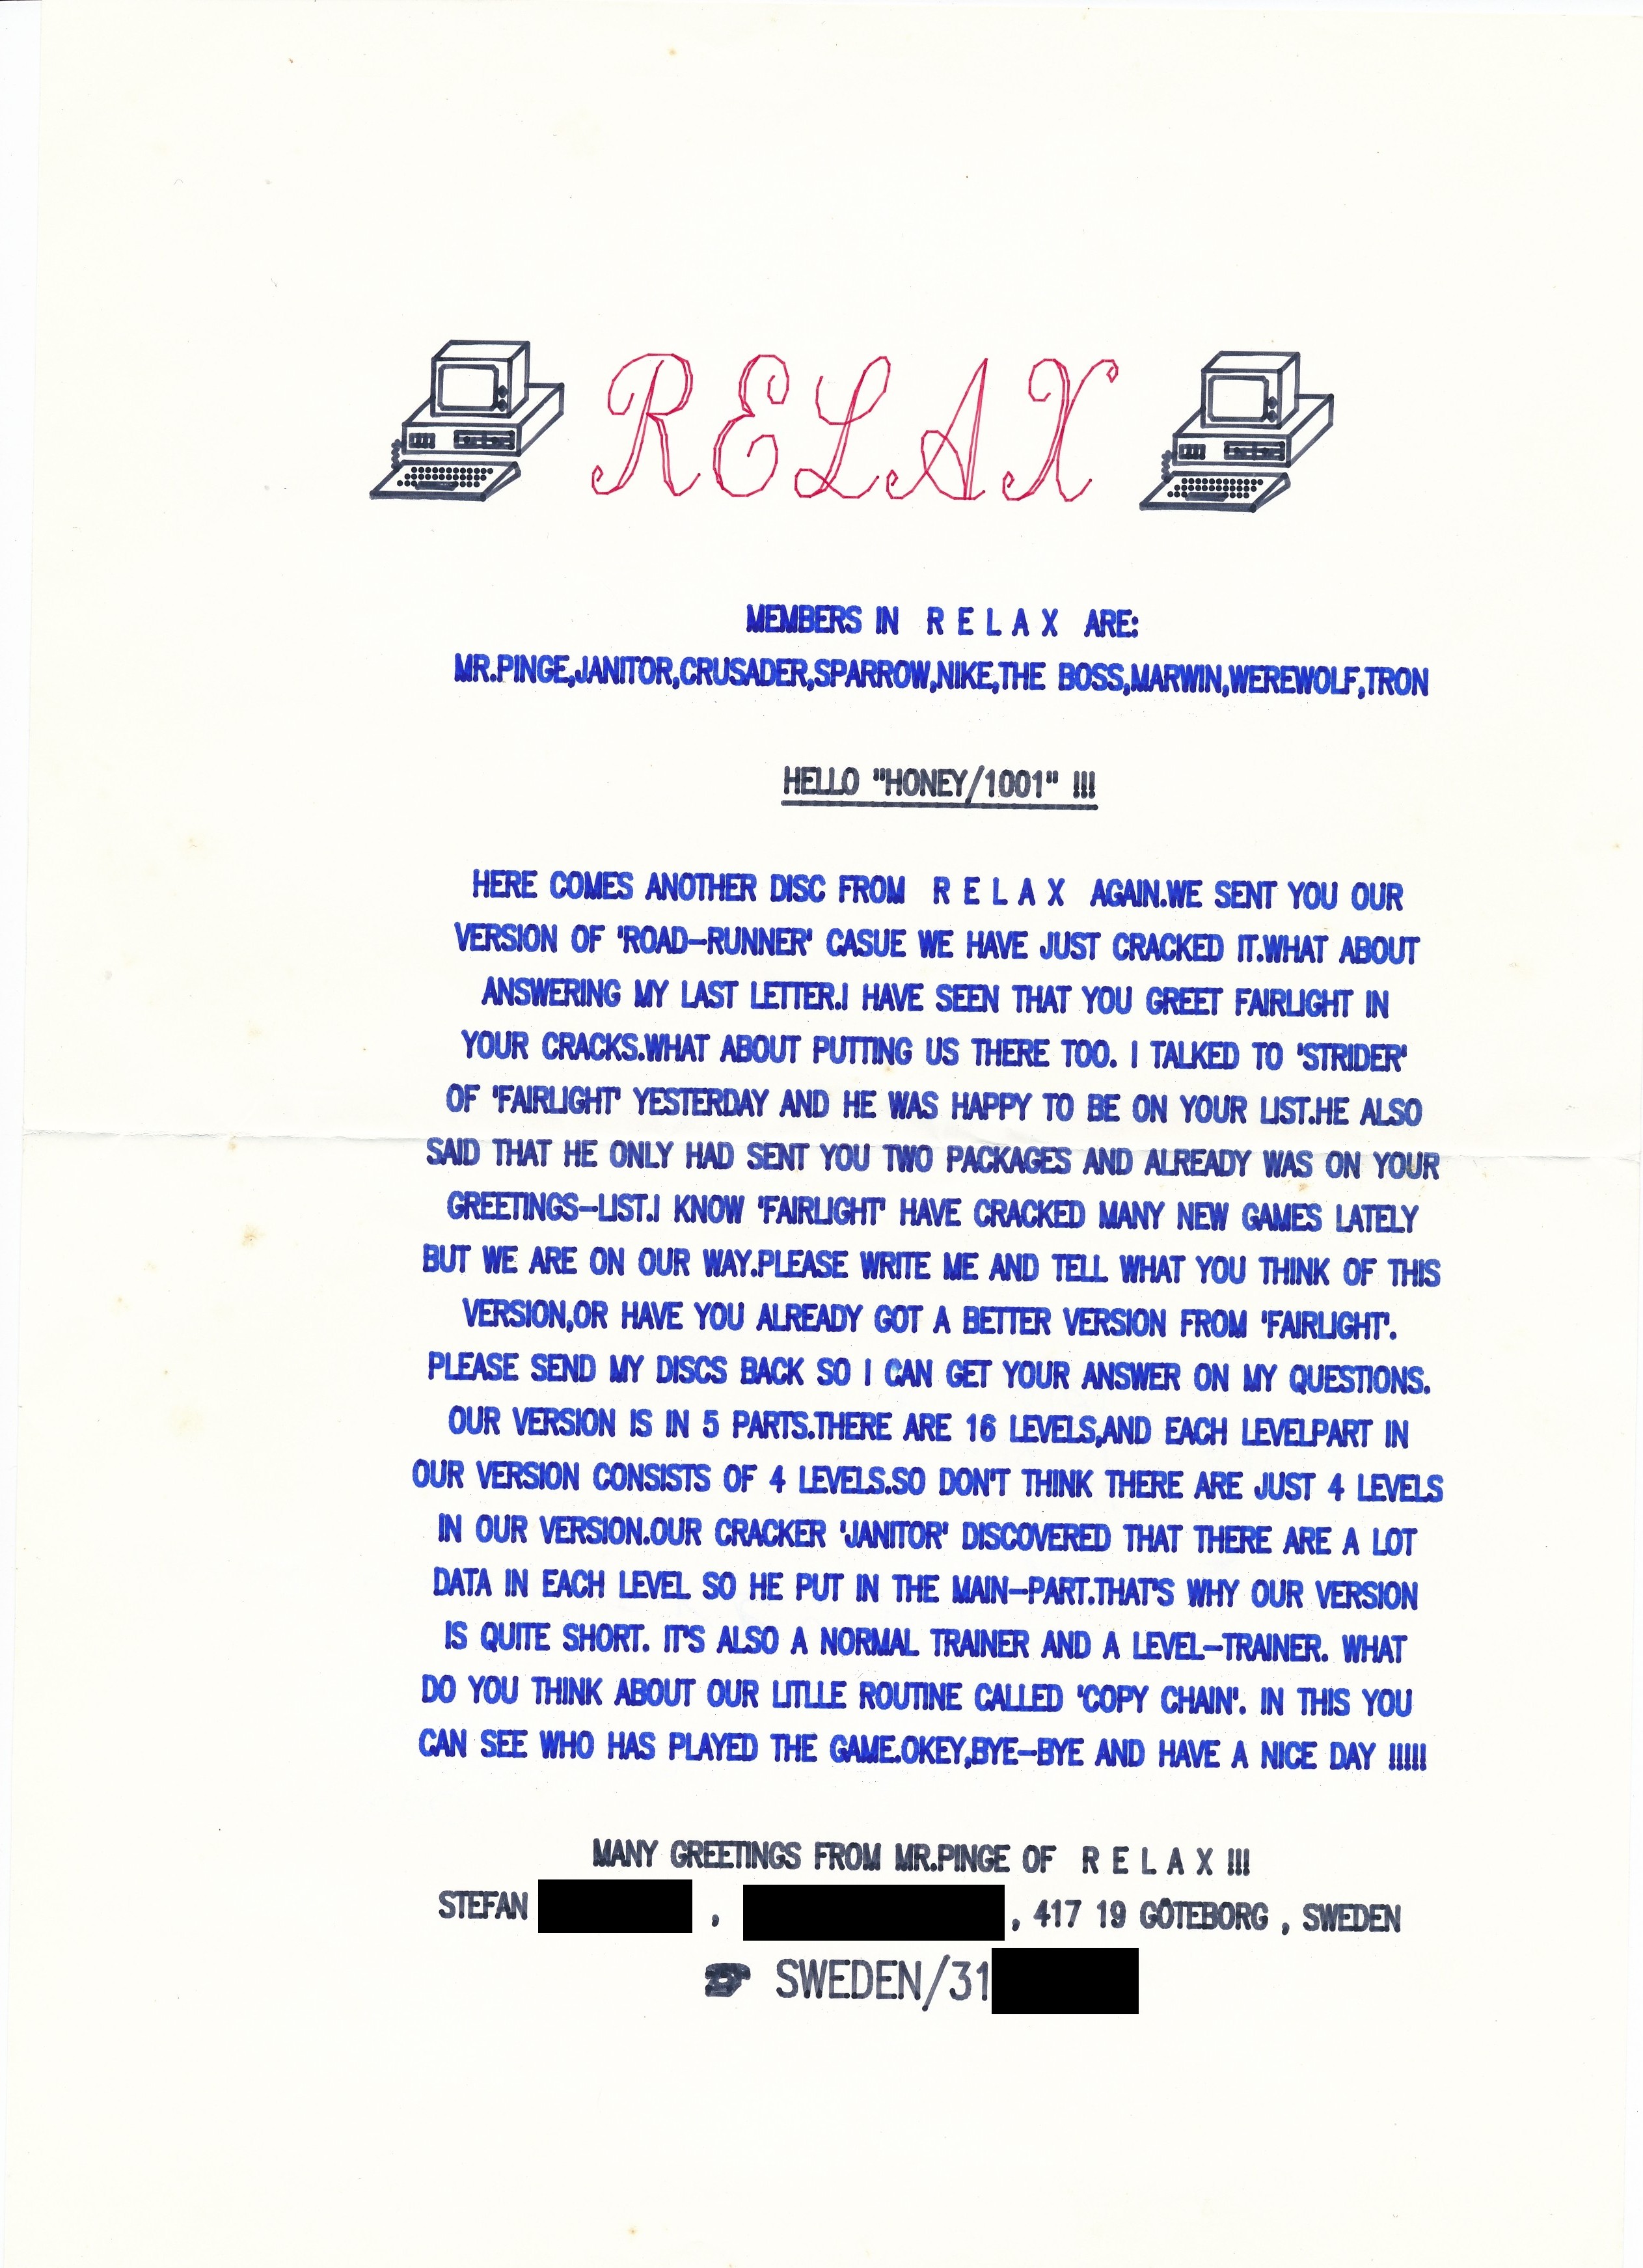 RELAX
MEMBERS IN R E L A X ARE:
MR.PINGE,JANITOR,CRUSADER,SPARROW,NIKE,THE BOSS,MARWIN,WEREWOLF,TRON
HELLO "HONEY/1001" !!!
HERE COMES ANOTHER DISC FROM R E L A X AGAIN.WE SENT YOU OUR
VERSION OF 'ROAD-RUNNER' CASUE WE HAVE JUST CRACKED IT.WHAT ABOUT
ANSWERING MY LAST LETTER.I HAVE SEEN THAT YOU GREET FAIRLIGHT IN
YOUR CRACKS.WHAT ABOUT PUTTING US THERE TOO. I TALKED TO 'STRIDER'
OF 'FAIRLIGHT' YESTERDAY AND HE WAS HAPPY TO BE ON YOUR LIST.HE ALSO
SAID THAT HE ONLY HAD SENT YOU TWO PACKAGES AND ALREADY WAS ON YOUR
GREETINGS-LIST.I KNOW 'FAIRLIGHT' HAVE CRACKED MANY NEW GAMES LATELY
BUT WE ARE ON OUR WAY.PLEASE WRITE ME AND TELL WHAT YOU THINK OF THIS
VERSION,OR HAVE YOU ALREADY GOT A BETTER VERSION FROM 'FAIRLIGHT'.
PLEASE SEND MY DISCS BACK SO I CAN GET YOUR ANSWER ON MY QUESTIONS.
OUR VERSION IS IN 5 PARTS.THERE ARE 16 LEVELS,AND EACH LEVELPART IN
OUR VERSION CONSISTS OF 4 LEVELS.SO DON'T THINK THERE ARE JUST 4 LEVELS
IN OUR VERSION.OUR CRACKER 'JANITOR' DISCOVERED THAT THERE ARE A LOT
DATA IN EACH LEVEL SO HE PUT IN THE MAIN-PART.THAT'S WHY OUR VERSION
IS QUITE SHORT. IT'S ALSO A NORMAL TRAINER AND A LEVEL-TRAINER. WHAT
DO YOU THINK ABOUT OUR LITLLE ROUTINE CALLED 'COPY CHAIN'. IN THIS YOU
CAN SEE WHO HAS PLAYED THE GAME.OKEY,BYE-BYE AND HAVE A NICE DAY !!!!!
MANY GREETINGS FROM MR.PINGE OF R E L A X !!!
STEFAN , , 417 19 GÖTEBORG , SWEDEN
SWEDEN/31